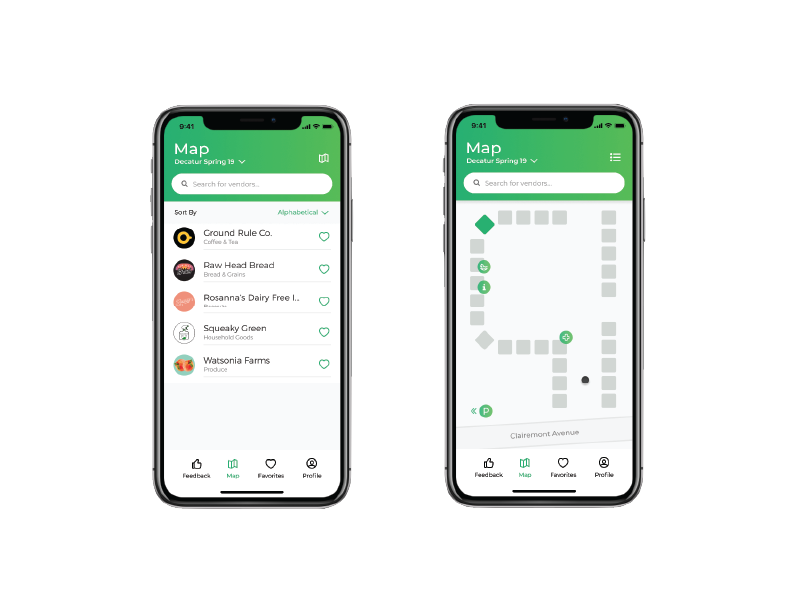 9:41
Map
Decatur Spring 19
Search for vendors...
Sort By
Alphabetical
Ground Rule Co.
Coffee & Tea
Raw Head Bread
Bread & Grains
Rosanna's Dairy Free I...
Squeaky Green
Household Goods
Watsonia Farms
Produce
Feedback
Map
Favorites
Profile
9:41
Map
Decatur Spring 19
Search for vendors...
i
P
Clairemont Avenue
Feedback
Map
Favorites
Profile